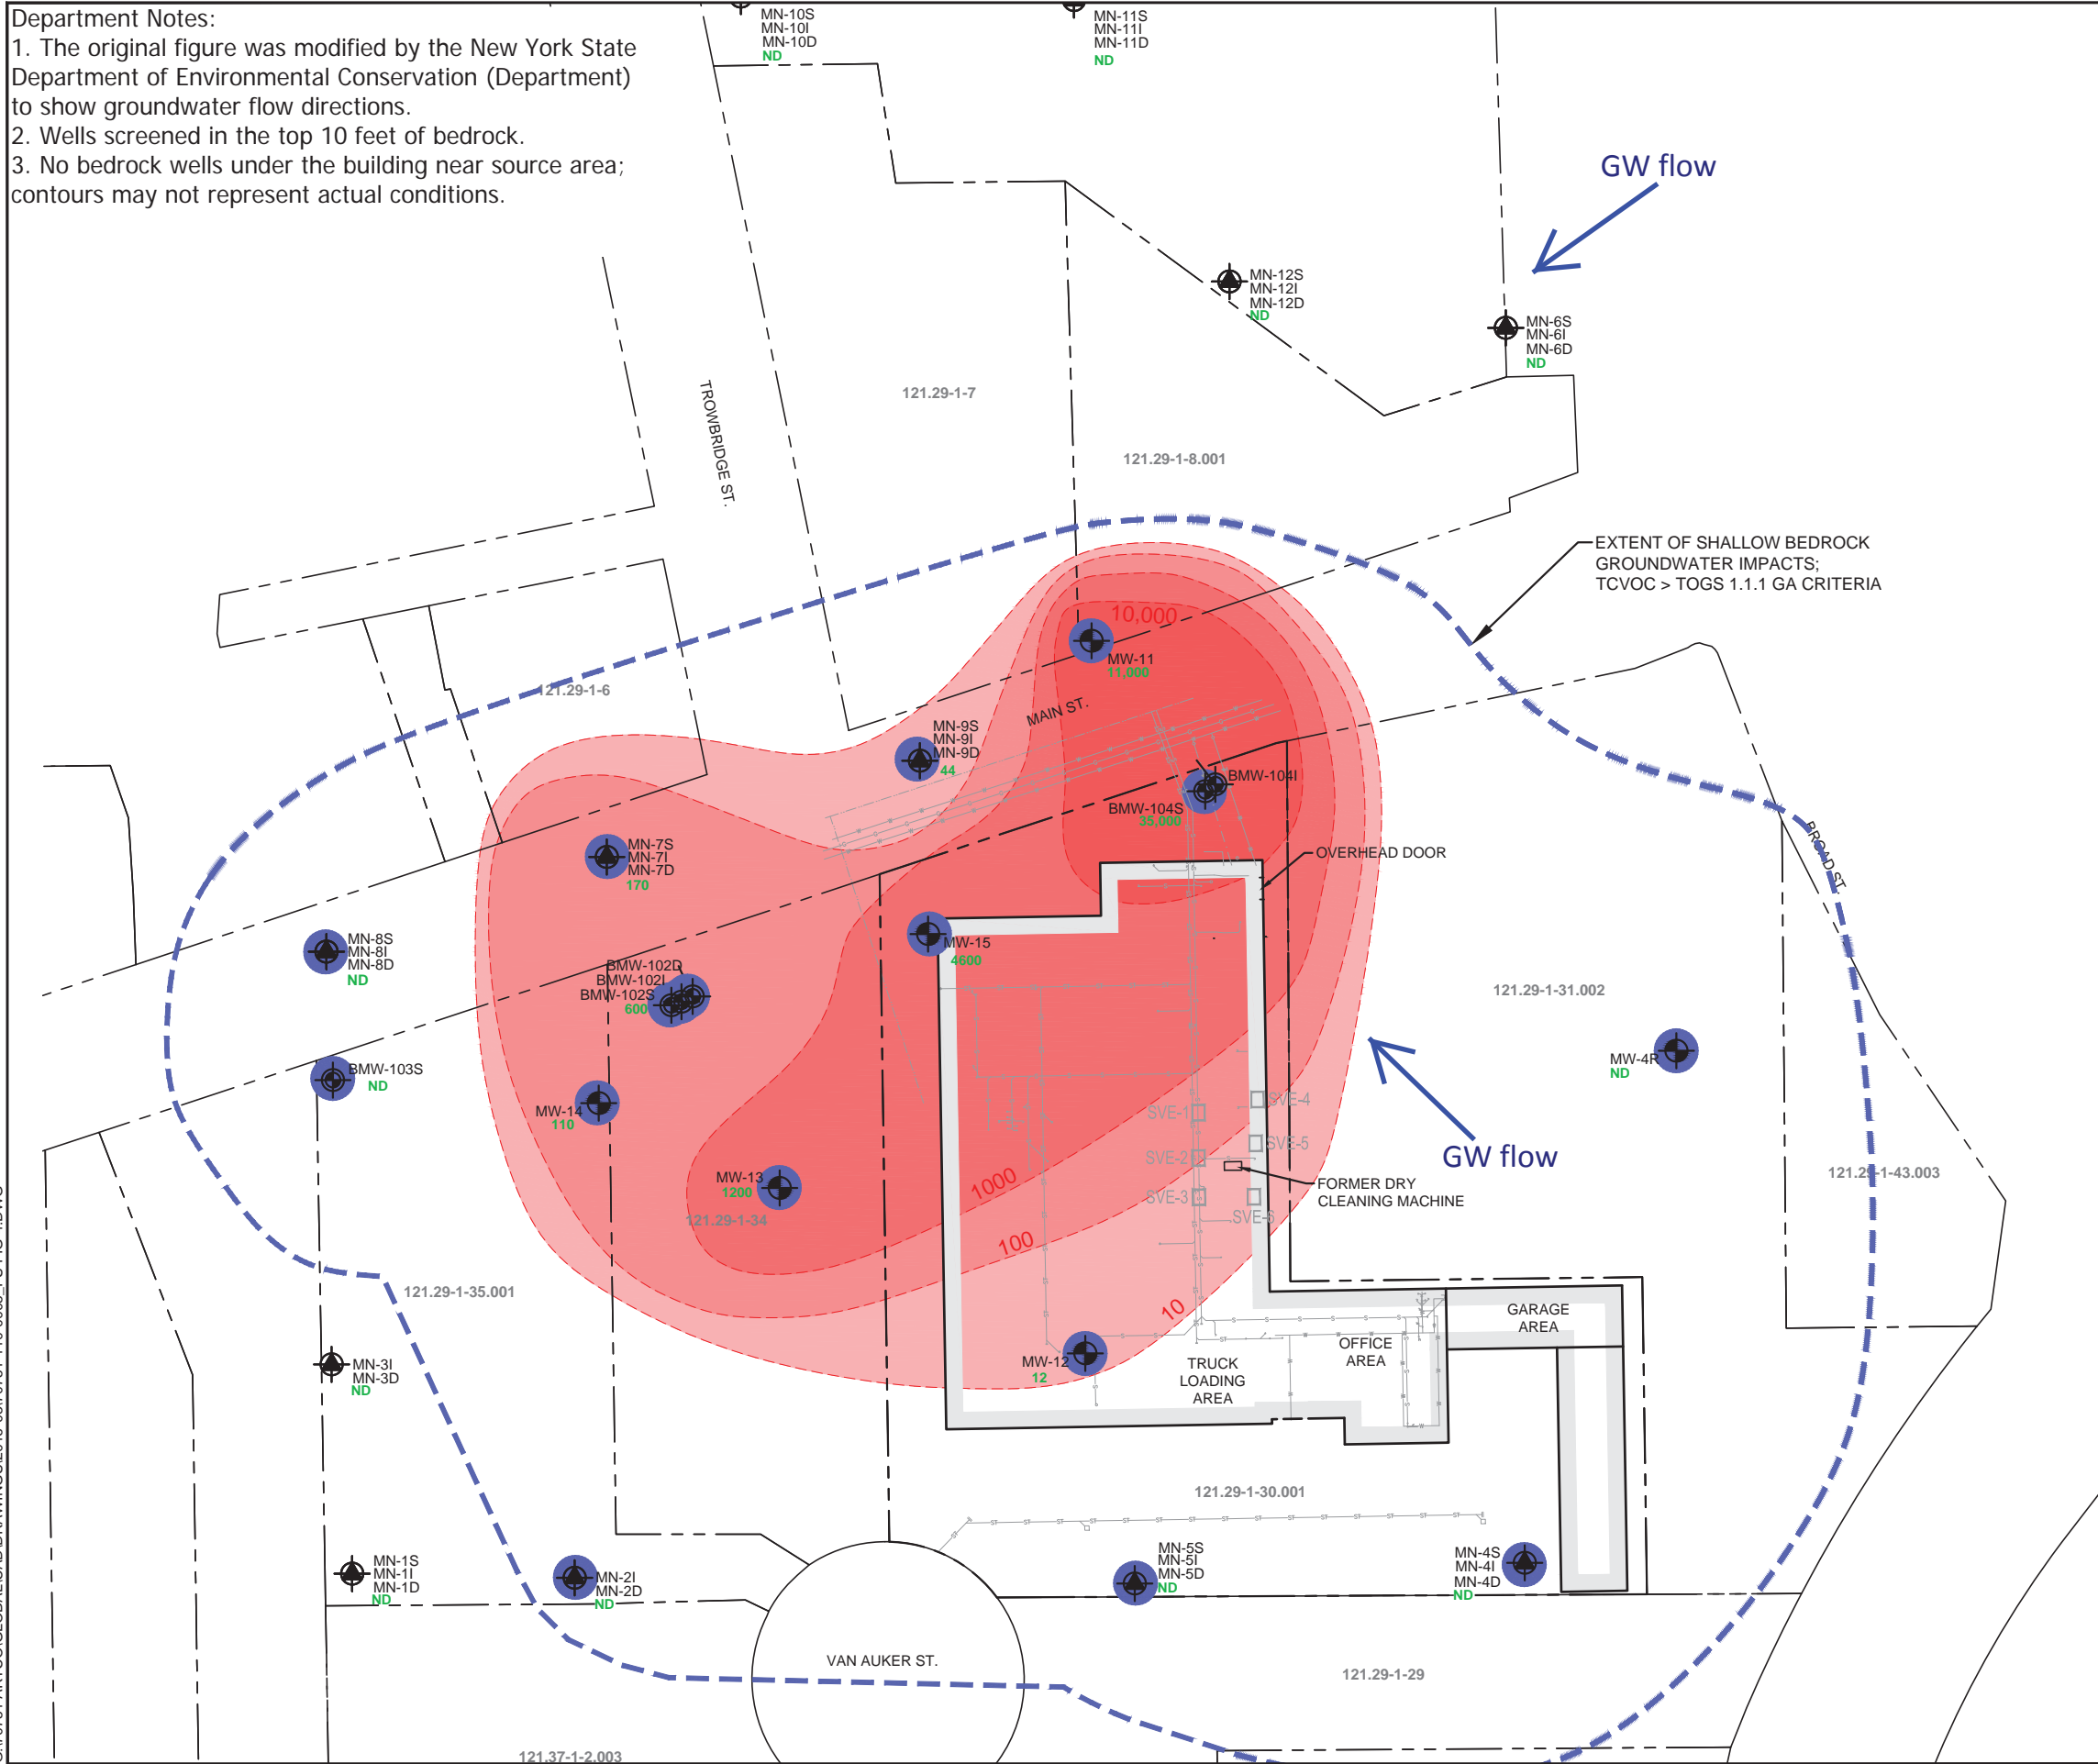 Department Notes:
1. The original figure was modified by the New York State
Department of Environmental Conservation (Department)
to show groundwater flow directions.
2. Wells screened in the top 10 feet of bedrock.
3. No bedrock wells under the building near source area;
contours may not represent actual conditions.
MN-10S
MN-10I
MN-10D
ND
MN-11S
MN-11I
MN-11D
ND
GW flow
MN-12S
MN-12I
MN-12D
ND
MN-6S
MN-6I
MN-6D
ND
TROWBRIDGE ST.
121.29-1-7
121.29-1-8.001
EXTENT OF SHALLOW BEDROCK
GROUNDWATER IMPACTS;
TCVOC > TOGS 1.1.1 GA CRITERIA
10,000
MW-11
11,000
121.29-1-6
MAIN ST.
MN-9S
MN-9I
MN-9D
44
BMW-104I
BMW-104S
35,000
OVERHEAD DOOR
BROAD ST.
MN-7S
MN-7I
MN-7D
170
MN-8S
MN-8I
MN-8D
ND
MW-15
4600
BMW-102D
BMW-102I
BMW-102S
600
121.29-1-31.002
MW-4R
ND
BMW-103S
ND
MW-14
110
SVE-1
SVE-4
SVE-5
SVE-2
SVE-3
SVE-6
GW flow
FORMER DRY
CLEANING MACHINE
121.29-1-43.003
MW-13
1200
121.29-1-34
1000
100
10
121.29-1-35.001
GARAGE
AREA
OFFICE
AREA
TRUCK
LOADING
AREA
MW-12
12
MN-3I
MN-3D
ND
121.29-1-30.001
MN-1S
MN-1I
MN-1D
ND
MN-2I
MN-2D
ND
MN-5S
MN-5I
MN-5D
ND
MN-4S
MN-4I
MN-4D
ND
VAN AUKER ST.
121.29-1-29
121.37-1-2.003